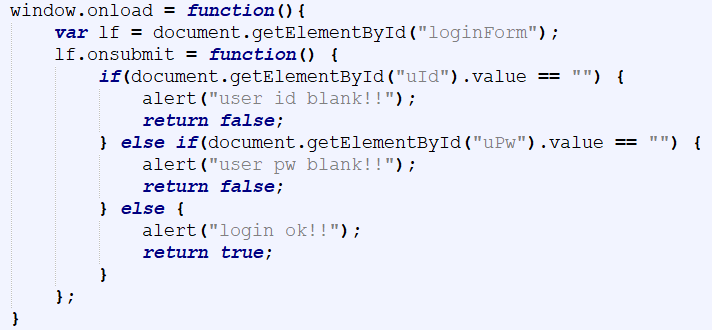 window.onload = function(){
    var lf = document.getElementById("loginForm");
    lf.onsubmit = function() {
        if(document.getElementById("uId").value == "") {
            alert("user id blank!!");
            return false;
        } else if(document.getElementById("uPw").value == "") {
            alert("user pw blank!!");
            return false;
        } else {
            alert("login ok!!");
            return true;
        }
    };
}